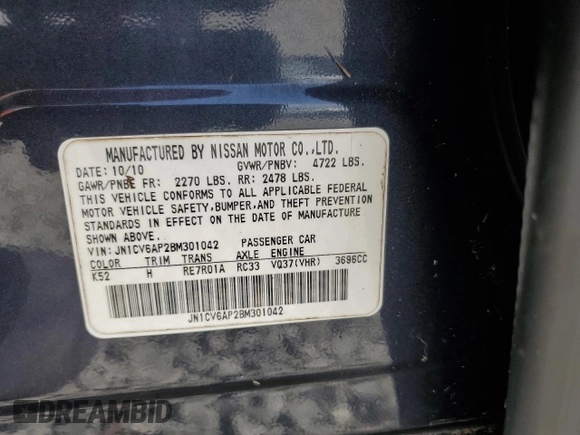 MANUFACTURED BY NISSAN MOTOR CO.,LTD.
DATE: 10/10 GVWR/PNBV: 4722 LBS.
GAWR/PNBE FR: 2270 LBS. RR: 2478 LBS.
THIS VEHICLE CONFORMS TO ALL APPLICABLE FEDERAL
MOTOR VEHICLE SAFETY,BUMPER,AND THEFT PREVENTION
STANDARDS IN EFFECT ON THE DATE OF MANUFACTURE
SHOWN ABOVE.
VIN: JN1CV6AP2BM301042 PASSENGER CAR
COLOR TRIM TRANS AXLE ENGINE
K52 H RE7R01A RC33 VQ37(VHR) 3696CC
JN1CV6AP2BM301042
DREAMBID